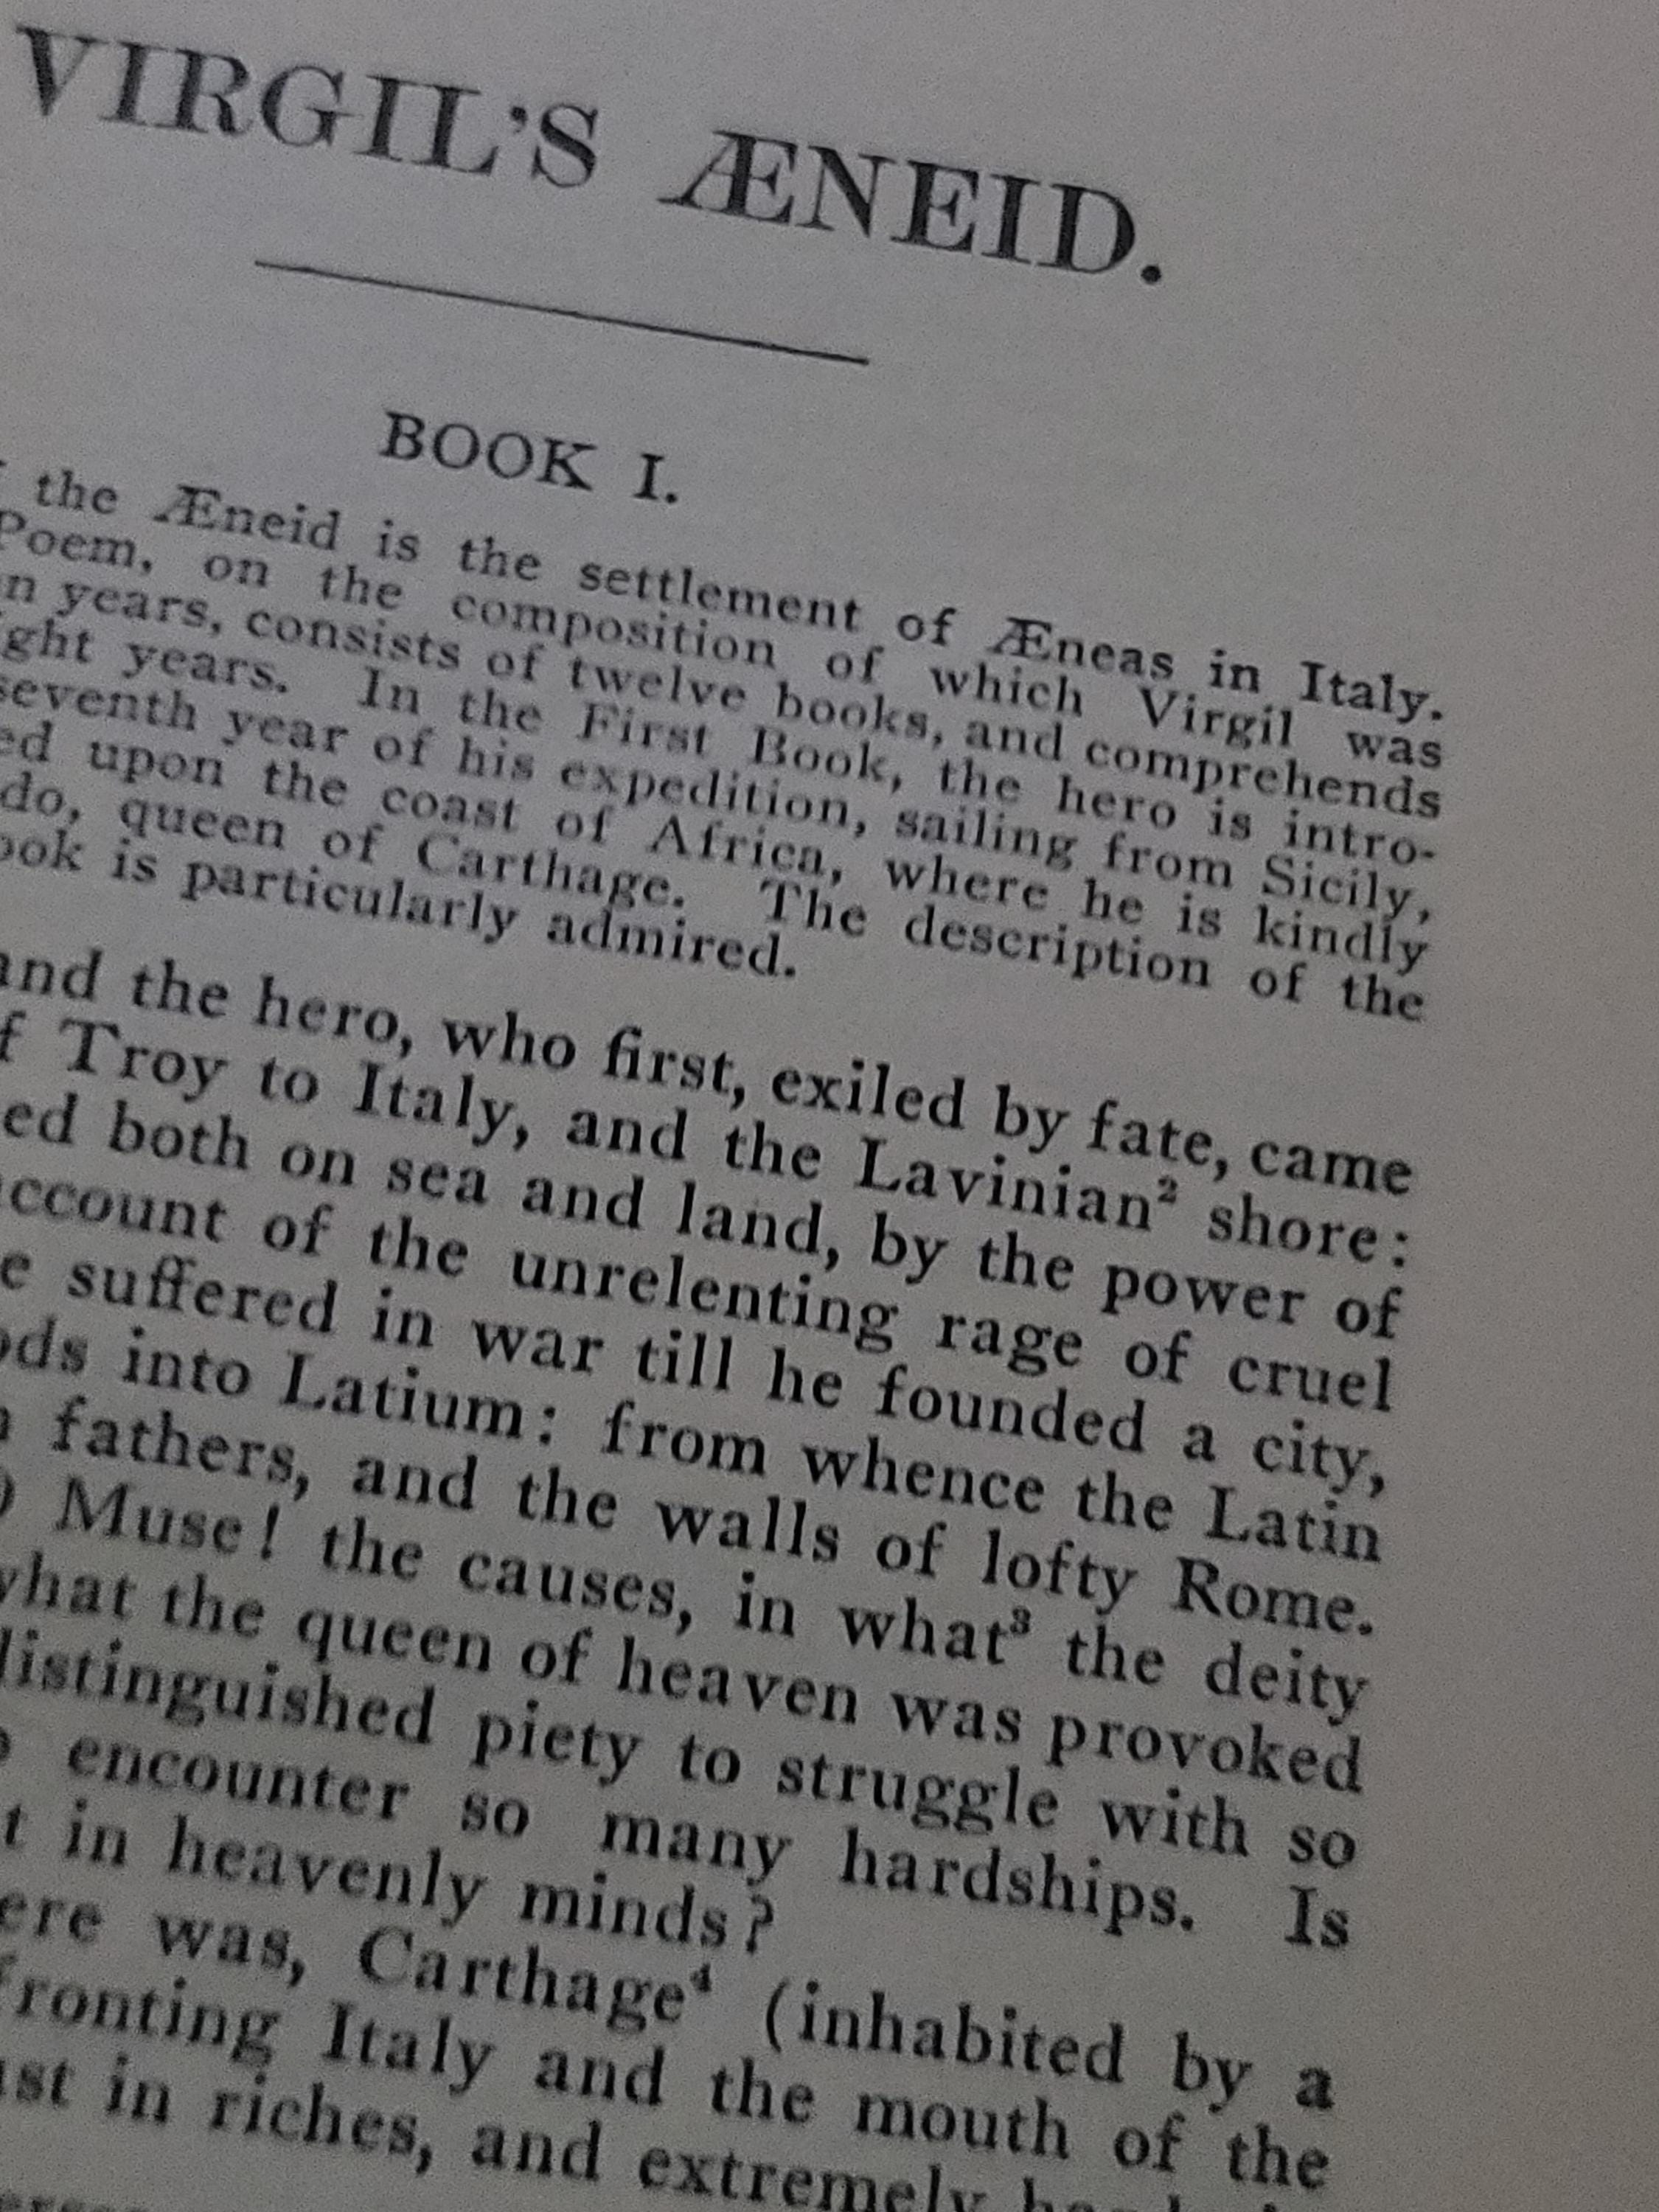 VIRGIL'S ÆNEID.
BOOK I.
the Æneid is the settlement of Æneas in Italy.
Poem, on the composition of which Virgil was
n years, consists of twelve books, and comprehends
ght years. In the First Book, the hero is intro-
seventh year of his expedition, sailing from Sicily,
ed upon the coast of Africa, where he is kindly
do, queen of Carthage. The description of the
ook is particularly admired.
and the hero, who first, exiled by fate, came
f Troy to Italy, and the Lavinian² shore:
ed both on sea and land, by the power of
ccount of the unrelenting rage of cruel
e suffered in war till he founded a city,
ods into Latium: from whence the Latin
fathers, and the walls of lofty Rome.
Muse! the causes, in what³ the deity
what the queen of heaven was provoked
distinguished piety to struggle with so
encounter so many hardships. Is
t in heavenly minds?
ere was, Carthage⁴ (inhabited by a
fronting Italy and the mouth of the
st in riches, and extremely